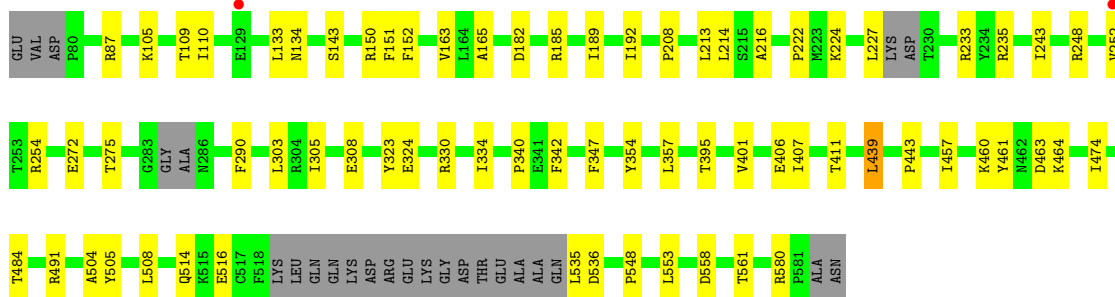 GLU VAL ASP P80 R87 K105 T109 I110 E129 L133 N134 S143 R150 F151 F152 V163 L164 A165 D182 R185 I189 I192 P208 L213 L214 S215 A216 P222 M223 K224 L227 LYS ASP T230 R233 Y234 R235 I243 R248 V252
T253 R254 E272 T275 G283 GLY ALA N286 F290 L303 R304 I305 E308 Y323 E324 R330 I334 P340 E341 F342 F347 Y354 L357 T395 V401 E406 I407 T411 L439 P443 I457 K460 Y461 N462 D463 K464 I474
T484 R491 A504 Y505 L508 Q514 K515 E516 C517 F518 LYS LEU GLN GLN LYS ASP ARG GLU LYS GLY ASP THR GLU ALA ALA GLN L535 D536 P548 L553 D558 T561 R580 P581 ALA ASN